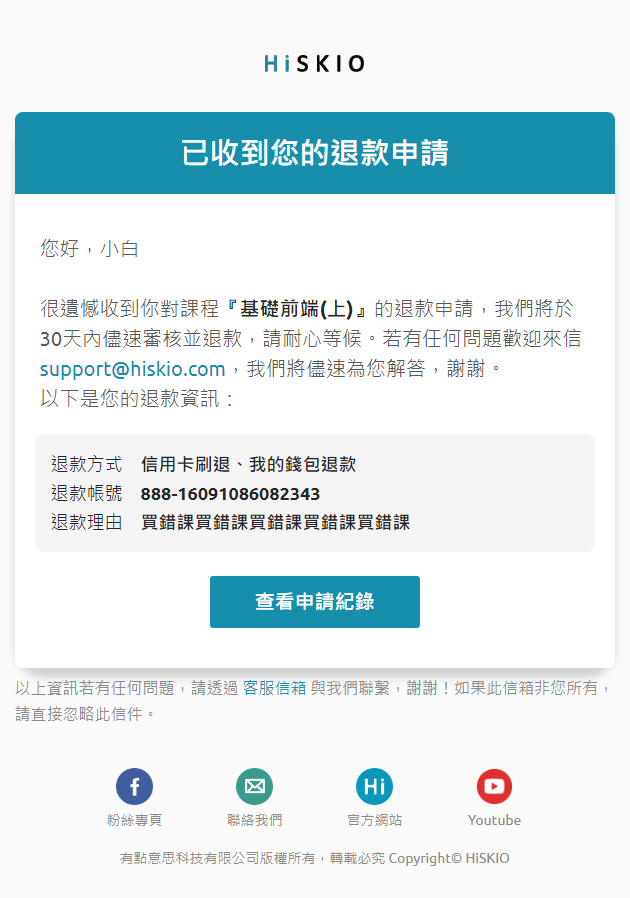 HiSKIO
已收到您的退款申請
您好，小白
很遺憾收到你對課程『基礎前端(上)』的退款申請，我們將於
30天內儘速審核並退款，請耐心等候。若有任何問題歡迎來信
support@hiskio.com，我們將儘速為您解答，謝謝。
以下是您的退款資訊：
退款方式 信用卡刷退、我的錢包退款
退款帳號 888-16091086082343
退款理由 買錯課買錯課買錯課買錯課買錯課
查看申請紀錄
以上資訊若有任何問題，請透過 客服信箱 與我們聯繫，謝謝！如果此信箱非您所有，
請直接忽略此信件。
Hi
粉絲專頁 聯絡我們 官方網站 Youtube
有點意思科技有限公司版權所有，轉載必究 Copyright© HiSKIO